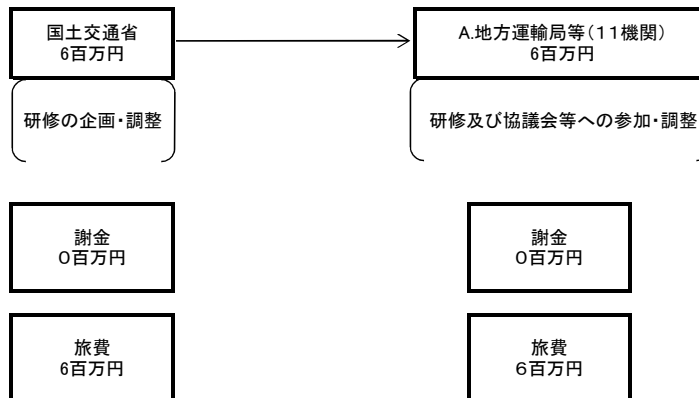 国土交通省
6百万円
A.地方運輸局等(11機関)
6百万円
研修の企画・調整
研修及び協議会等への参加・調整
謝金
0百万円
謝金
0百万円
旅費
6百万円
旅費
6百万円